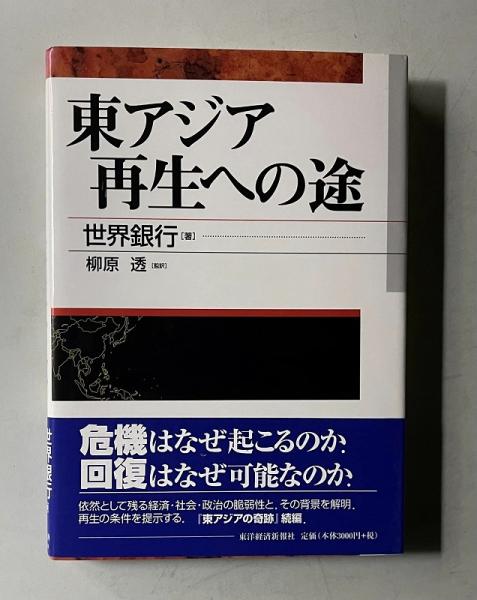 東アジア
再生への途
世界銀行[著]
柳原 透[監訳]
危機はなぜ起こるのか。
回復はなぜ可能なのか。
依然として残る経済・社会・政治の脆弱性と、その背景を解明。
再生の条件を提示する。『東アジアの奇跡』続編。
東洋経済新報社 定価(本体3000円+税)
世界銀行